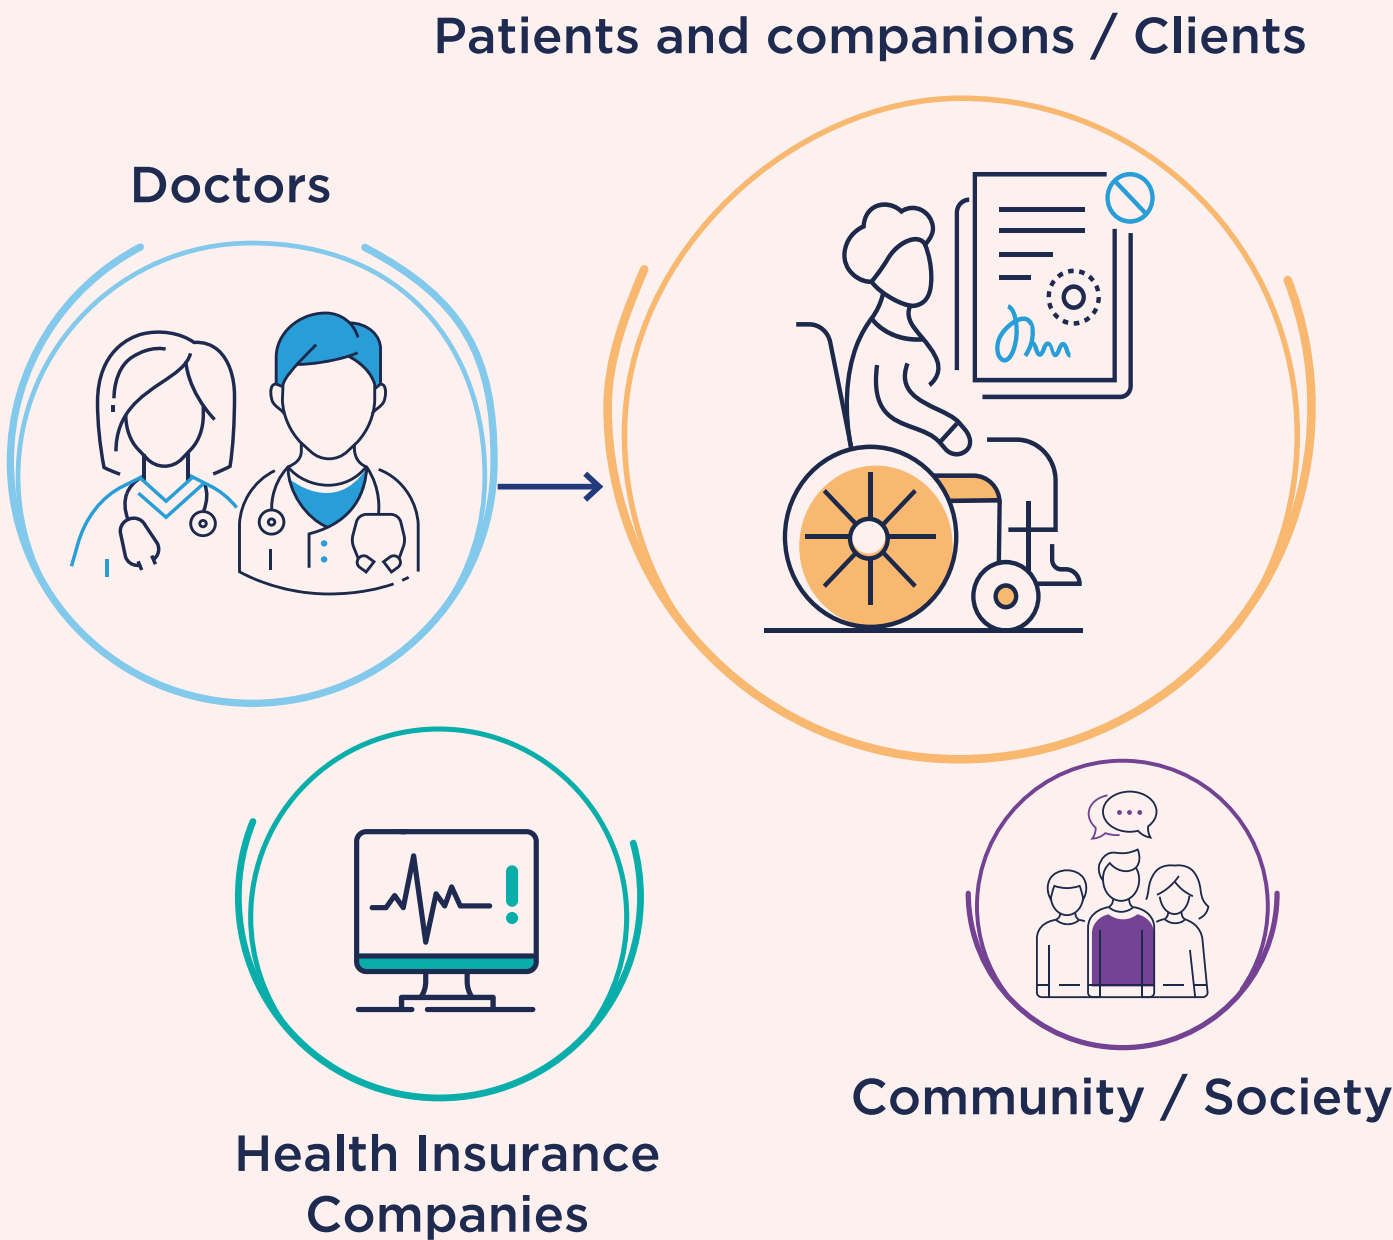 Patients and companions / Clients
Doctors
Community / Society
Health Insurance
Companies